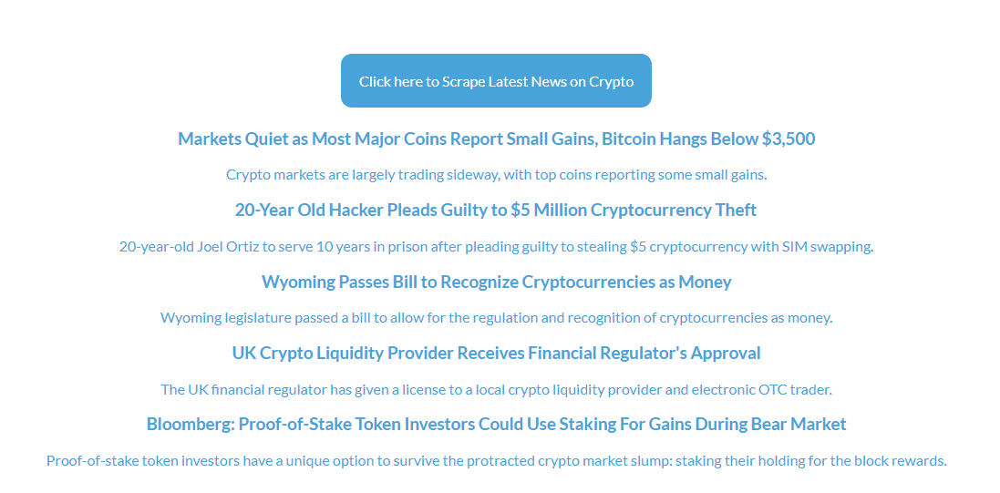 Click here to Scrape Latest News on Crypto
Markets Quiet as Most Major Coins Report Small Gains, Bitcoin Hangs Below $3,500
Crypto markets are largely trading sideway, with top coins reporting some small gains.
20-Year Old Hacker Pleads Guilty to $5 Million Cryptocurrency Theft
20-year-old Joel Ortiz to serve 10 years in prison after pleading guilty to stealing $5 cryptocurrency with SIM swapping.
Wyoming Passes Bill to Recognize Cryptocurrencies as Money
Wyoming legislature passed a bill to allow for the regulation and recognition of cryptocurrencies as money.
UK Crypto Liquidity Provider Receives Financial Regulator's Approval
The UK financial regulator has given a license to a local crypto liquidity provider and electronic OTC trader.
Bloomberg: Proof-of-Stake Token Investors Could Use Staking For Gains During Bear Market
Proof-of-stake token investors have a unique option to survive the protracted crypto market slump: staking their holding for the block rewards.